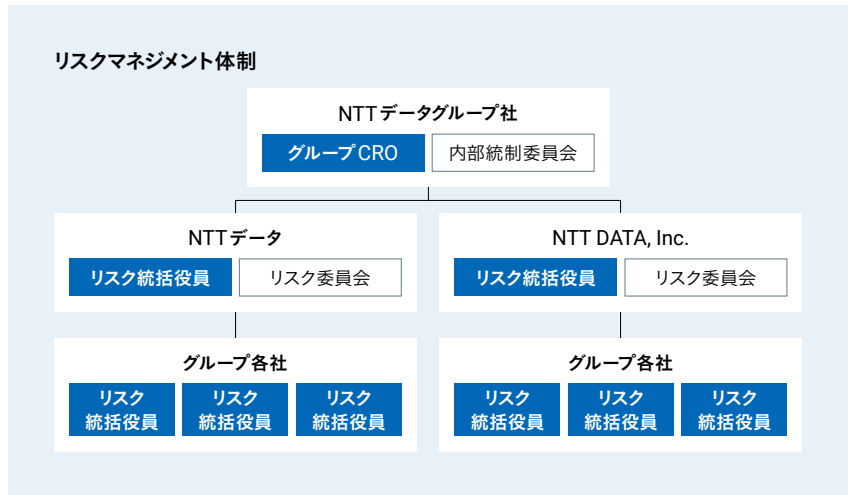 リスクマネジメント体制
NTTデータグループ社
グループCRO 内部統制委員会
NTTデータ
リスク統括役員 リスク委員会
NTT DATA, Inc.
リスク統括役員 リスク委員会
グループ各社
リスク
統括役員
リスク
統括役員
リスク
統括役員
グループ各社
リスク
統括役員
リスク
統括役員
リスク
統括役員